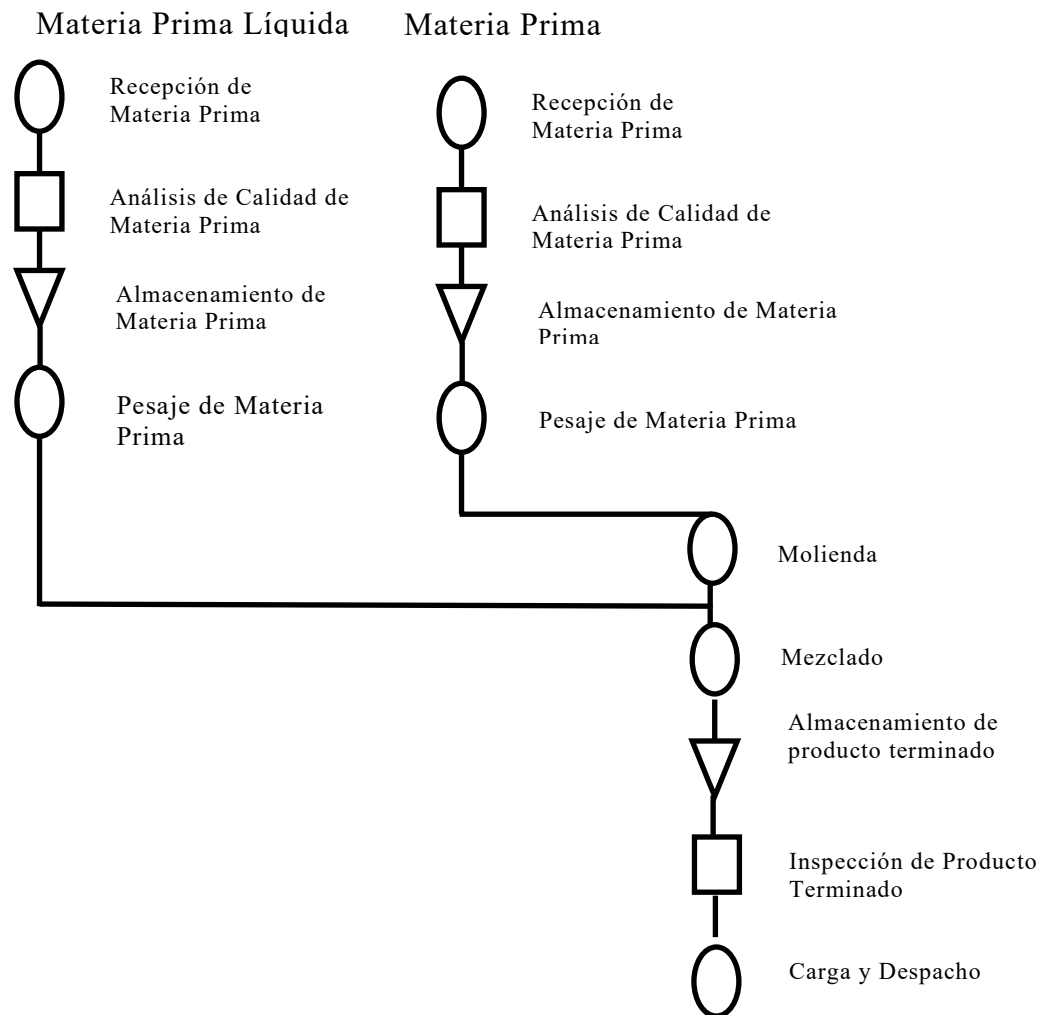 Materia Prima Líquida
Materia Prima
Recepción de
Materia Prima
Análisis de Calidad de
Materia Prima
Almacenamiento de
Materia Prima
Pesaje de Materia
Prima
Recepción de
Materia Prima
Análisis de Calidad de
Materia Prima
Almacenamiento de Materia
Prima
Pesaje de Materia Prima
Molienda
Mezclado
Almacenamiento de
producto terminado
Inspección de Producto
Terminado
Carga y Despacho